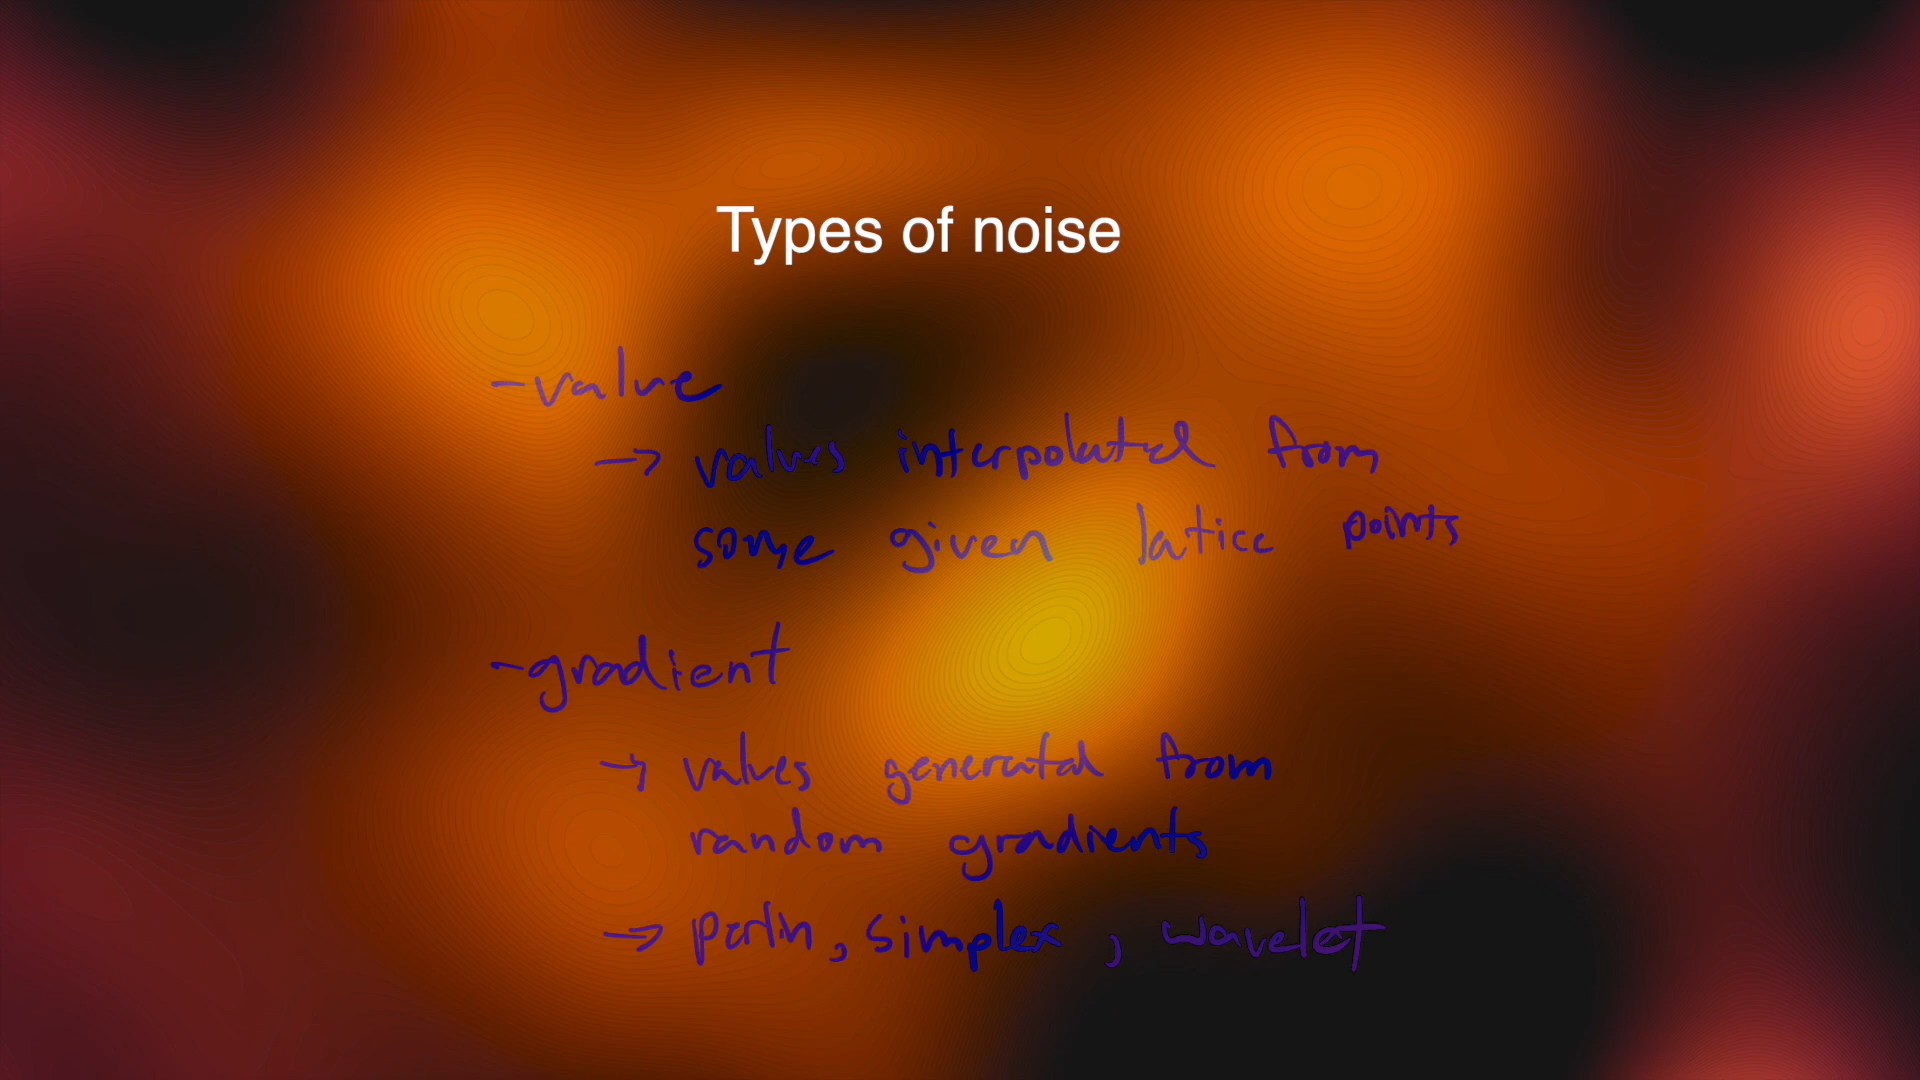 Types of noise
-value
→ values interpolated from
some given latice points
-gradient
→ values generated from
random gradients
→ perlin, simplex, wavelet